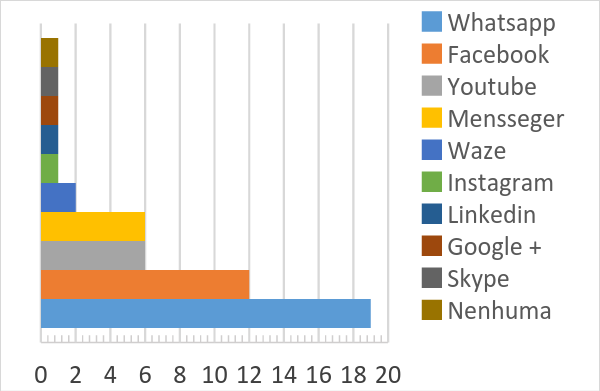 Whatsapp
Facebook
Youtube
Mensseger
Waze
Instagram
Linkedin
Google +
Skype
Nenhuma
0 2 4 6 8 10 12 14 16 18 20